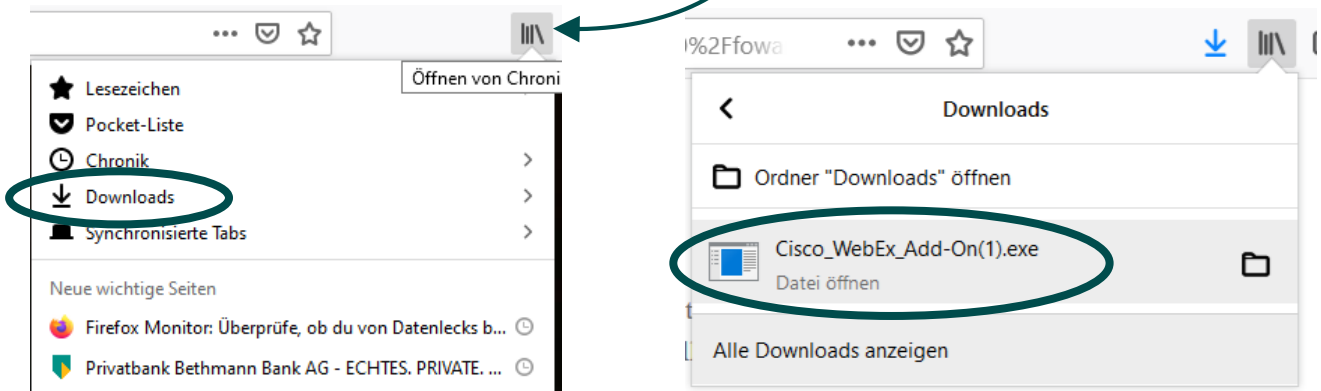 Öffnen von Chroni
Lesezeichen
Pocket-Liste
Chronik
Downloads
Synchronisierte Tabs
Neue wichtige Seiten
Firefox Monitor: Überprüfe, ob du von Datenlecks b...
Privatbank Bethmann Bank AG - ECHTES. PRIVATE. ...
%2Ffowa
Downloads
Ordner "Downloads" öffnen
Cisco_WebEx_Add-On(1).exe
Datei öffnen
Alle Downloads anzeigen